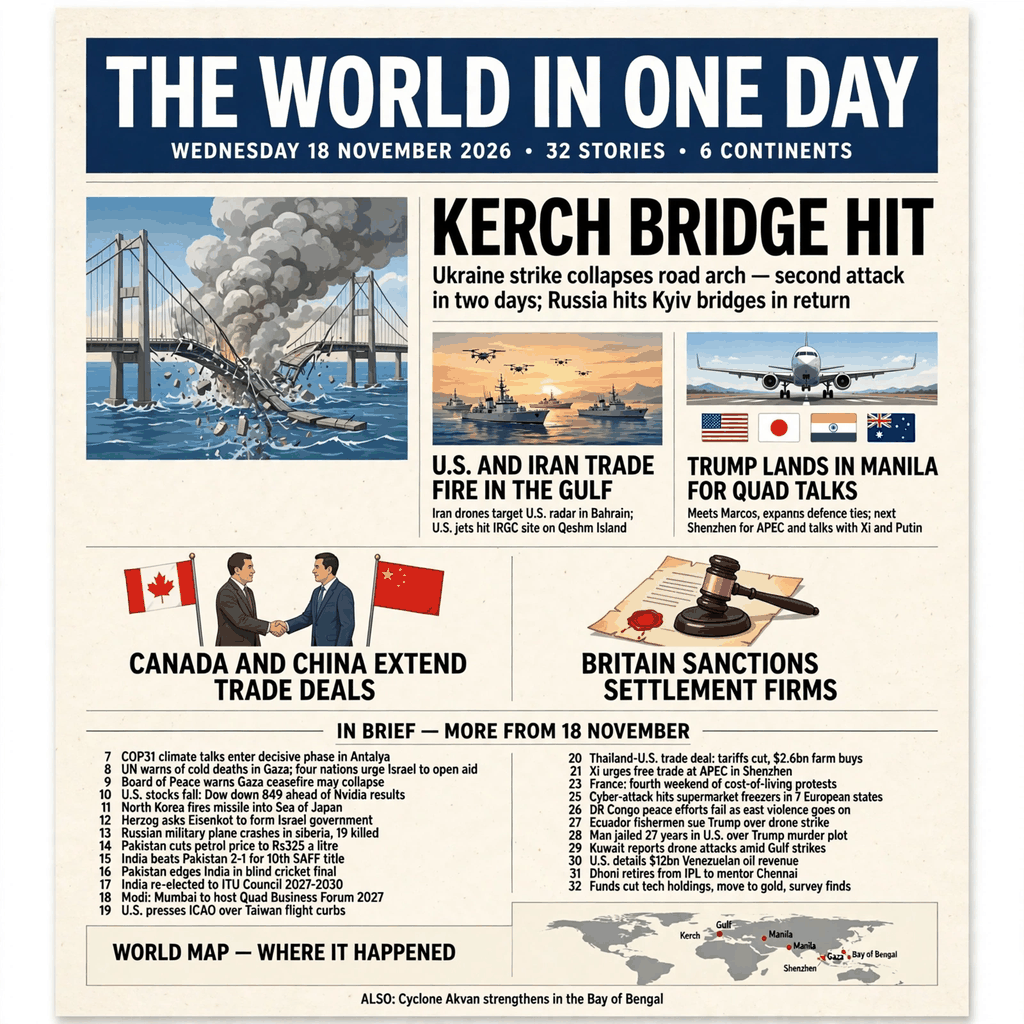 THE WORLD IN ONE DAY
WEDNESDAY 18 NOVEMBER 2026 • 32 STORIES • 6 CONTINENTS
KERCH BRIDGE HIT
Ukraine strike collapses road arch — second attack
in two days; Russia hits Kyiv bridges in return
U.S. AND IRAN TRADE
FIRE IN THE GULF
Iran drones target U.S. radar in Bahrain;
U.S. jets hit IRGC site on Qeshm Island
TRUMP LANDS IN MANILA
FOR QUAD TALKS
Meets Marcos, expands defence ties; next
Shenzhen for APEC and talks with Xi and Putin
CANADA AND CHINA EXTEND
TRADE DEALS
BRITAIN SANCTIONS
SETTLEMENT FIRMS
IN BRIEF — MORE FROM 18 NOVEMBER
7 COP31 climate talks enter decisive phase in Antalya
8 UN warns of cold deaths in Gaza; four nations urge Israel to open aid
9 Board of Peace warns Gaza ceasefire may collapse
10 U.S. stocks fall: Dow down 849 ahead of Nvidia results
11 North Korea fires missile into Sea of Japan
12 Herzog asks Eisenkot to form Israel government
13 Russian military plane crashes in siberia, 19 killed
14 Pakistan cuts petrol price to Rs325 a litre
15 India beats Pakistan 2-1 for 10th SAFF title
16 Pakistan edges India in blind cricket final
17 India re-elected to ITU Council 2027-2030
18 Modi: Mumbai to host Quad Business Forum 2027
19 U.S. presses ICAO over Taiwan flight curbs
20 Thailand-U.S. trade deal: tariffs cut, $2.6bn farm buys
21 Xi urges free trade at APEC in Shenzhen
23 France: fourth weekend of cost-of-living protests
25 Cyber-attack hits supermarket freezers in 7 European states
26 DR Congo peace efforts fail as east violence goes on
27 Ecuador fishermen sue Trump over drone strike
28 Man jailed 27 years in U.S. over Trump murder plot
29 Kuwait reports drone attacks amid Gulf strikes
30 U.S. details $12bn Venezuelan oil revenue
31 Dhoni retires from IPL to mentor Chennai
32 Funds cut tech holdings, move to gold, survey finds
WORLD MAP — WHERE IT HAPPENED
Gulf
Kerch
Manila
Manila
Gaza
Bay of Bengal
Shenzhen
ALSO: Cyclone Akvan strengthens in the Bay of Bengal